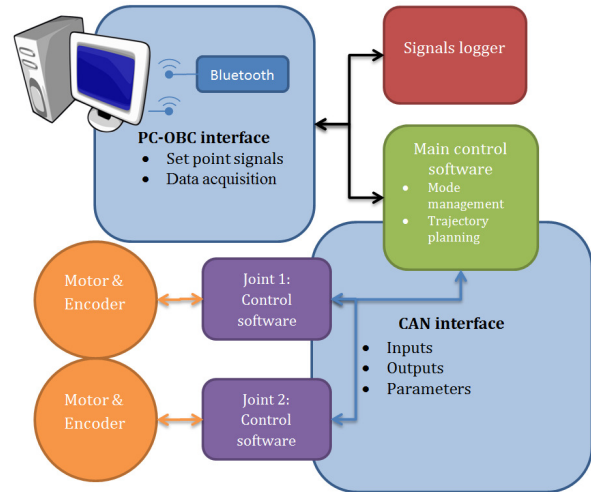 Bluetooth
PC-OBC interface
• Set point signals
• Data acquisition
Signals logger
Main control
software
• Mode
management
• Trajectory
planning
Motor &
Encoder
Joint 1:
Control
software
CAN interface
• Inputs
• Outputs
• Parameters
Motor &
Encoder
Joint 2:
Control
software